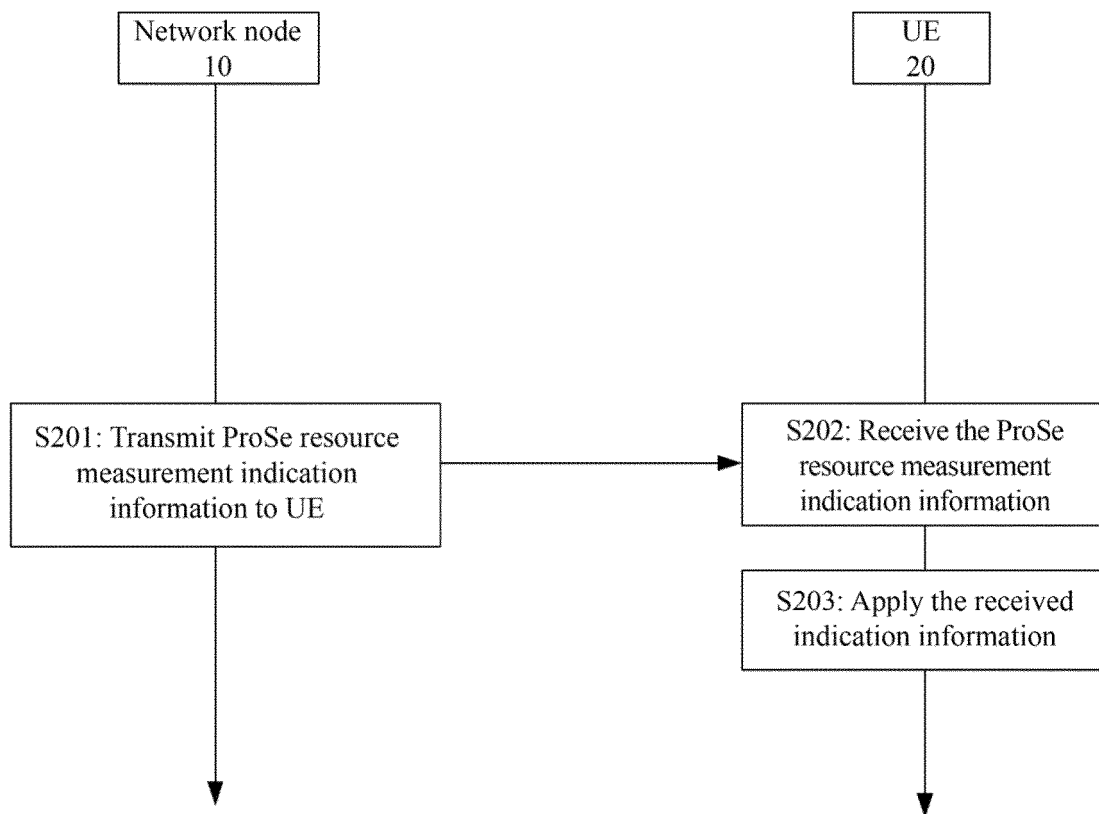 Network node
10
UE
20
S201: Transmit ProSe resource
measurement indication
information to UE
S202: Receive the ProSe
resource measurement
indication information
S203: Apply the received
indication information